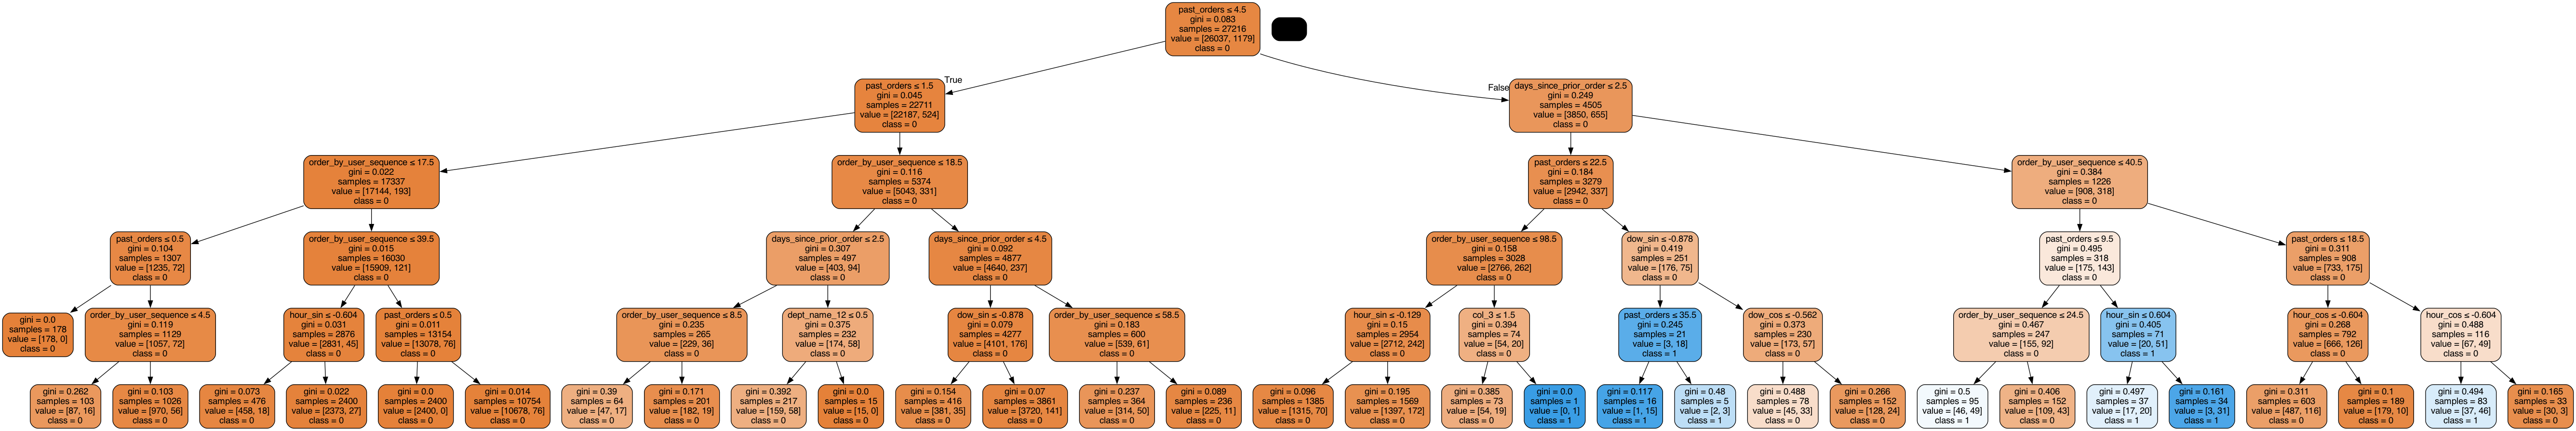 past_orders ≤ 4.5
gini = 0.083
samples = 27216
value = [26037, 1179]
class = 0
True
False
past_orders ≤ 1.5
gini = 0.045
samples = 22711
value = [22187, 524]
class = 0
days_since_prior_order ≤ 2.5
gini = 0.249
samples = 4505
value = [3850, 655]
class = 0
order_by_user_sequence ≤ 17.5
gini = 0.022
samples = 17337
value = [17144, 193]
class = 0
order_by_user_sequence ≤ 18.5
gini = 0.116
samples = 5374
value = [5043, 331]
class = 0
past_orders ≤ 22.5
gini = 0.184
samples = 3279
value = [2942, 337]
class = 0
order_by_user_sequence ≤ 40.5
gini = 0.384
samples = 1226
value = [908, 318]
class = 0
past_orders ≤ 0.5
gini = 0.104
samples = 1307
value = [1235, 72]
class = 0
order_by_user_sequence ≤ 39.5
gini = 0.015
samples = 16030
value = [15909, 121]
class = 0
days_since_prior_order ≤ 2.5
gini = 0.307
samples = 497
value = [403, 94]
class = 0
days_since_prior_order ≤ 4.5
gini = 0.092
samples = 4877
value = [4640, 237]
class = 0
order_by_user_sequence ≤ 98.5
gini = 0.158
samples = 3028
value = [2766, 262]
class = 0
dow_sin ≤ -0.878
gini = 0.419
samples = 251
value = [176, 75]
class = 0
past_orders ≤ 9.5
gini = 0.495
samples = 318
value = [175, 143]
class = 0
past_orders ≤ 18.5
gini = 0.311
samples = 908
value = [733, 175]
class = 0
gini = 0.0
samples = 178
value = [178, 0]
class = 0
order_by_user_sequence ≤ 4.5
gini = 0.119
samples = 1129
value = [1057, 72]
class = 0
hour_sin ≤ -0.604
gini = 0.031
samples = 2876
value = [2831, 45]
class = 0
past_orders ≤ 0.5
gini = 0.011
samples = 13154
value = [13078, 76]
class = 0
order_by_user_sequence ≤ 8.5
gini = 0.235
samples = 265
value = [229, 36]
class = 0
dept_name_12 ≤ 0.5
gini = 0.375
samples = 232
value = [174, 58]
class = 0
dow_sin ≤ -0.878
gini = 0.079
samples = 4277
value = [4101, 176]
class = 0
order_by_user_sequence ≤ 58.5
gini = 0.183
samples = 600
value = [539, 61]
class = 0
hour_sin ≤ -0.129
gini = 0.15
samples = 2954
value = [2712, 242]
class = 0
col_3 ≤ 1.5
gini = 0.394
samples = 74
value = [54, 20]
class = 0
past_orders ≤ 35.5
gini = 0.245
samples = 21
value = [3, 18]
class = 1
dow_cos ≤ -0.562
gini = 0.373
samples = 230
value = [173, 57]
class = 0
order_by_user_sequence ≤ 24.5
gini = 0.467
samples = 247
value = [155, 92]
class = 0
hour_sin ≤ 0.604
gini = 0.405
samples = 71
value = [20, 51]
class = 1
hour_cos ≤ -0.604
gini = 0.268
samples = 792
value = [666, 126]
class = 0
hour_cos ≤ -0.604
gini = 0.488
samples = 116
value = [67, 49]
class = 0
gini = 0.262
samples = 103
value = [87, 16]
class = 0
gini = 0.103
samples = 1026
value = [970, 56]
class = 0
gini = 0.073
samples = 476
value = [458, 18]
class = 0
gini = 0.022
samples = 2400
value = [2373, 27]
class = 0
gini = 0.0
samples = 2400
value = [2400, 0]
class = 0
gini = 0.014
samples = 10754
value = [10678, 76]
class = 0
gini = 0.39
samples = 64
value = [47, 17]
class = 0
gini = 0.171
samples = 201
value = [182, 19]
class = 0
gini = 0.392
samples = 217
value = [159, 58]
class = 0
gini = 0.0
samples = 15
value = [15, 0]
class = 0
gini = 0.154
samples = 416
value = [381, 35]
class = 0
gini = 0.07
samples = 3861
value = [3720, 141]
class = 0
gini = 0.237
samples = 364
value = [314, 50]
class = 0
gini = 0.089
samples = 236
value = [225, 11]
class = 0
gini = 0.096
samples = 1385
value = [1315, 70]
class = 0
gini = 0.195
samples = 1569
value = [1397, 172]
class = 0
gini = 0.385
samples = 73
value = [54, 19]
class = 0
gini = 0.0
samples = 1
value = [0, 1]
class = 1
gini = 0.117
samples = 16
value = [1, 15]
class = 1
gini = 0.48
samples = 5
value = [2, 3]
class = 1
gini = 0.488
samples = 78
value = [45, 33]
class = 0
gini = 0.266
samples = 152
value = [128, 24]
class = 0
gini = 0.5
samples = 95
value = [46, 49]
class = 1
gini = 0.406
samples = 152
value = [109, 43]
class = 0
gini = 0.497
samples = 37
value = [17, 20]
class = 1
gini = 0.161
samples = 34
value = [3, 31]
class = 1
gini = 0.311
samples = 603
value = [487, 116]
class = 0
gini = 0.1
samples = 189
value = [179, 10]
class = 0
gini = 0.494
samples = 83
value = [37, 46]
class = 1
gini = 0.165
samples = 33
value = [30, 3]
class = 0